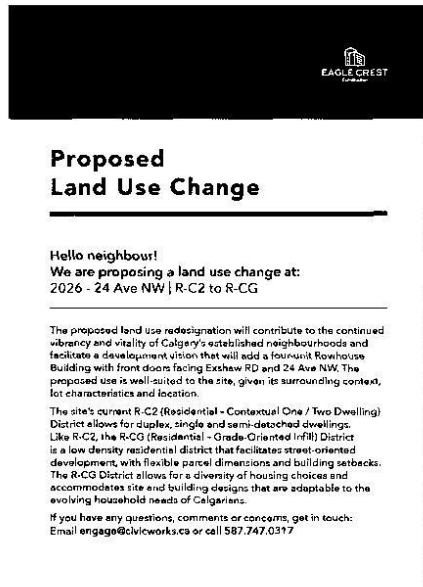 EAGLE CREST
Construction
Proposed
Land Use Change
Hello neighbour!
We are proposing a land use change at:
2026 - 24 Ave NW | R-C2 to R-CG
The proposed land use redesignation will contribute to the continued
vibrancy and vitality of Calgary's established neighbourhoods and
facilitate a development vision that will add a four-unit Rowhouse
Building with front doors facing Exshaw RD and 24 Ave NW. The
proposed use is well-suited to the site, given its surrounding context,
lot characteristics and location.
The site's current R-C2 (Residential - Contextual One / Two Dwelling)
District allows for duplex, single and semi-detached dwellings.
Like R-C2, the R-CG (Residential - Grade-Oriented Infill) District
is a low density residential district that facilitates street-oriented
development, with flexible parcel dimensions and building setbacks.
The R-CG District allows for a diversity of housing choices and
accommodates site and building designs that are adaptable to the
evolving household needs of Calgarians.
If you have any questions, comments or concerns, get in touch:
Email engage@civicworks.ca or call 587.747.0317